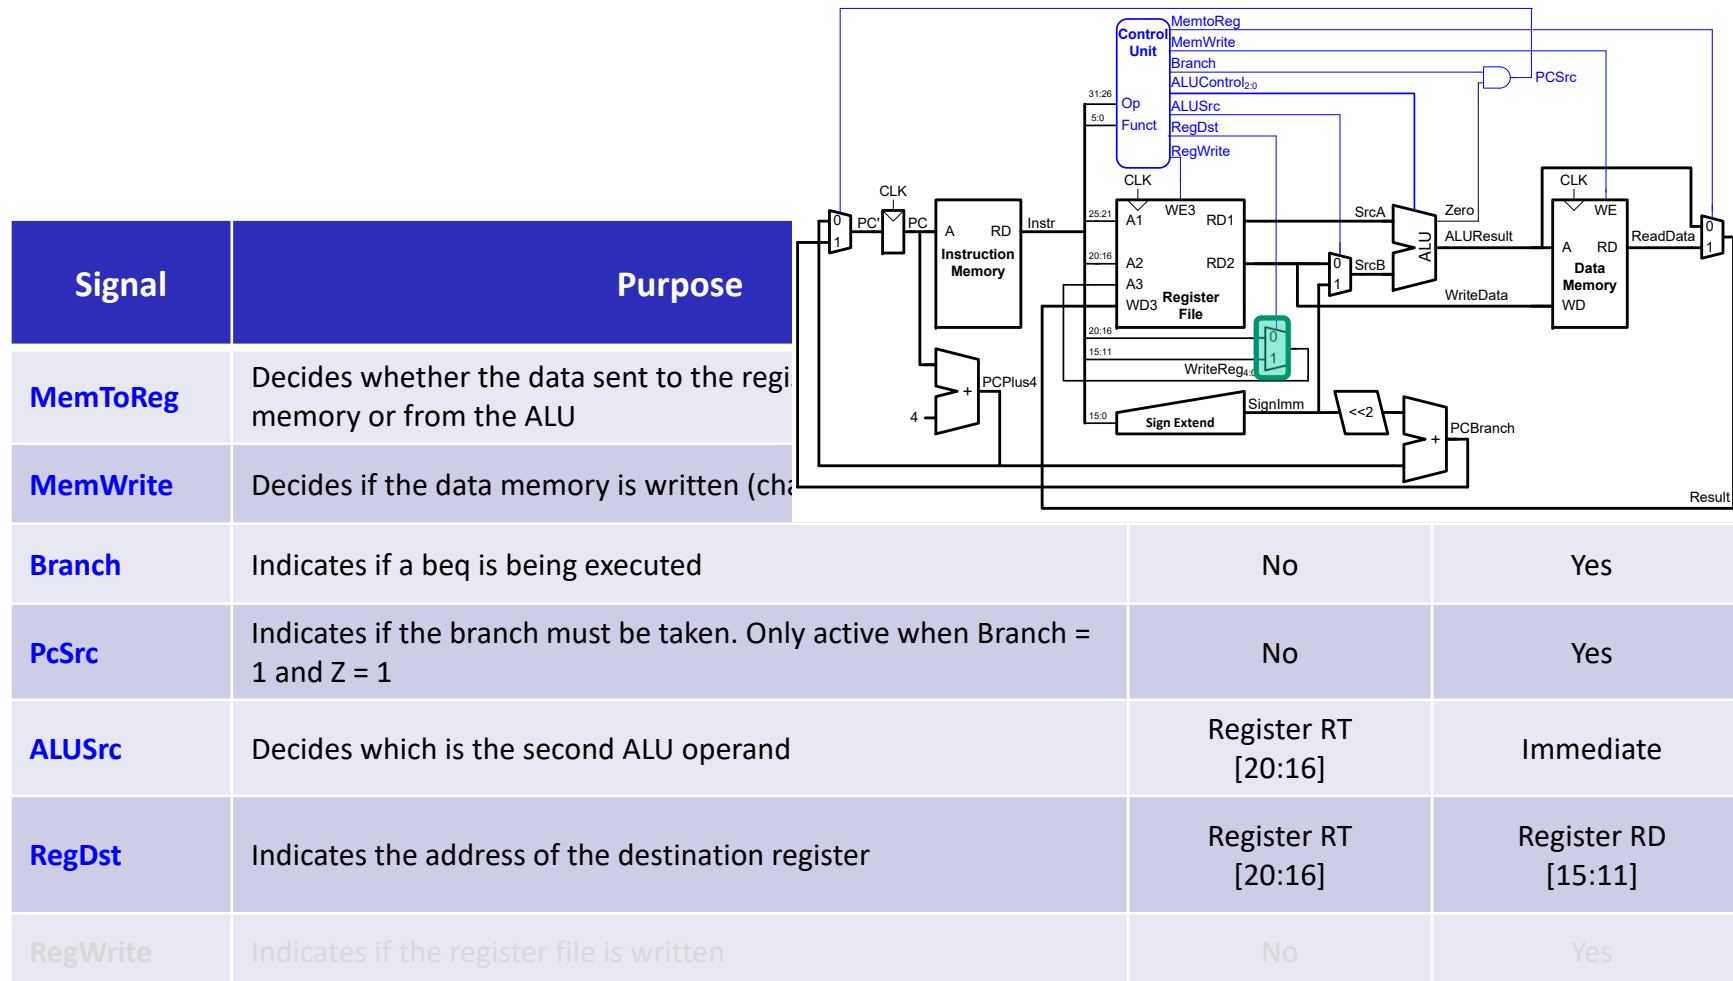 MemtoReg
Control
Unit
MemWrite
Branch
ALUControl2:0
PCSrc
31:26
Op
ALUSrc
5:0
Funct
RegDst
RegWrite
CLK
CLK
CLK
0
1
PC'
PC
A RD
Instruction
Memory
Instr
25:21
A1
WE3
RD1
SrcA
Zero
ALU
ALUResult
WE
A RD
Data
Memory
WD
ReadData
0
1
20:16
A2
RD2
0
1
SrcB
A3
WD3
Register
File
WriteData
20:16
0
15:11
1
WriteReg4:0
PCPlus4
+
4
15:0
Sign Extend
SignImm
<<2
+
PCBranch
Result
Signal Purpose
MemToReg
Decides whether the data sent to the regi
memory or from the ALU
MemWrite Decides if the data memory is written (cha
Branch Indicates if a beq is being executed No Yes
PcSrc
Indicates if the branch must be taken. Only active when Branch =
1 and Z = 1
No Yes
ALUSrc Decides which is the second ALU operand
Register RT
[20:16]
Immediate
RegDst Indicates the address of the destination register
Register RT
[20:16]
Register RD
[15:11]
RegWrite Indicates if the register file is written No Yes